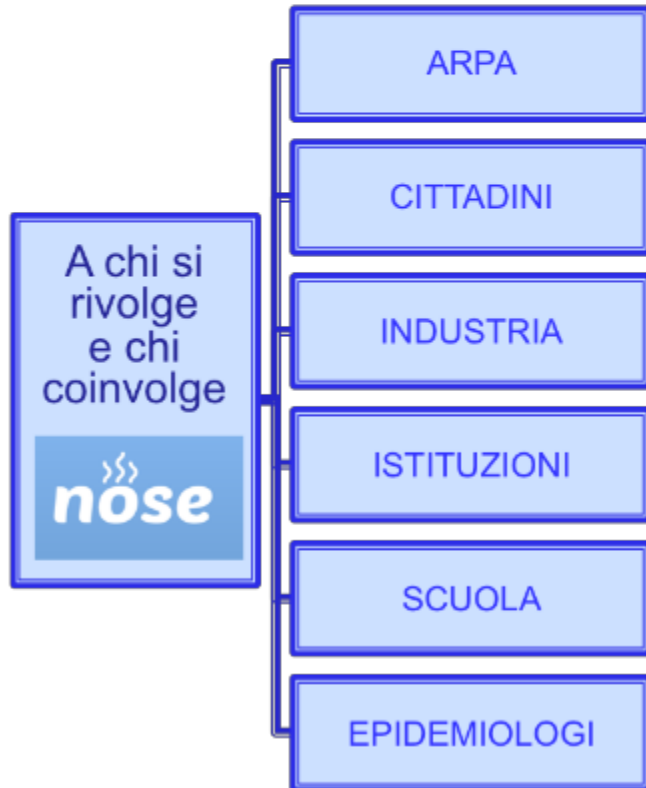 A chi si
rivolge
e chi
coinvolge
nose
ARPA
CITTADINI
INDUSTRIA
ISTITUZIONI
SCUOLA
EPIDEMIOLOGI